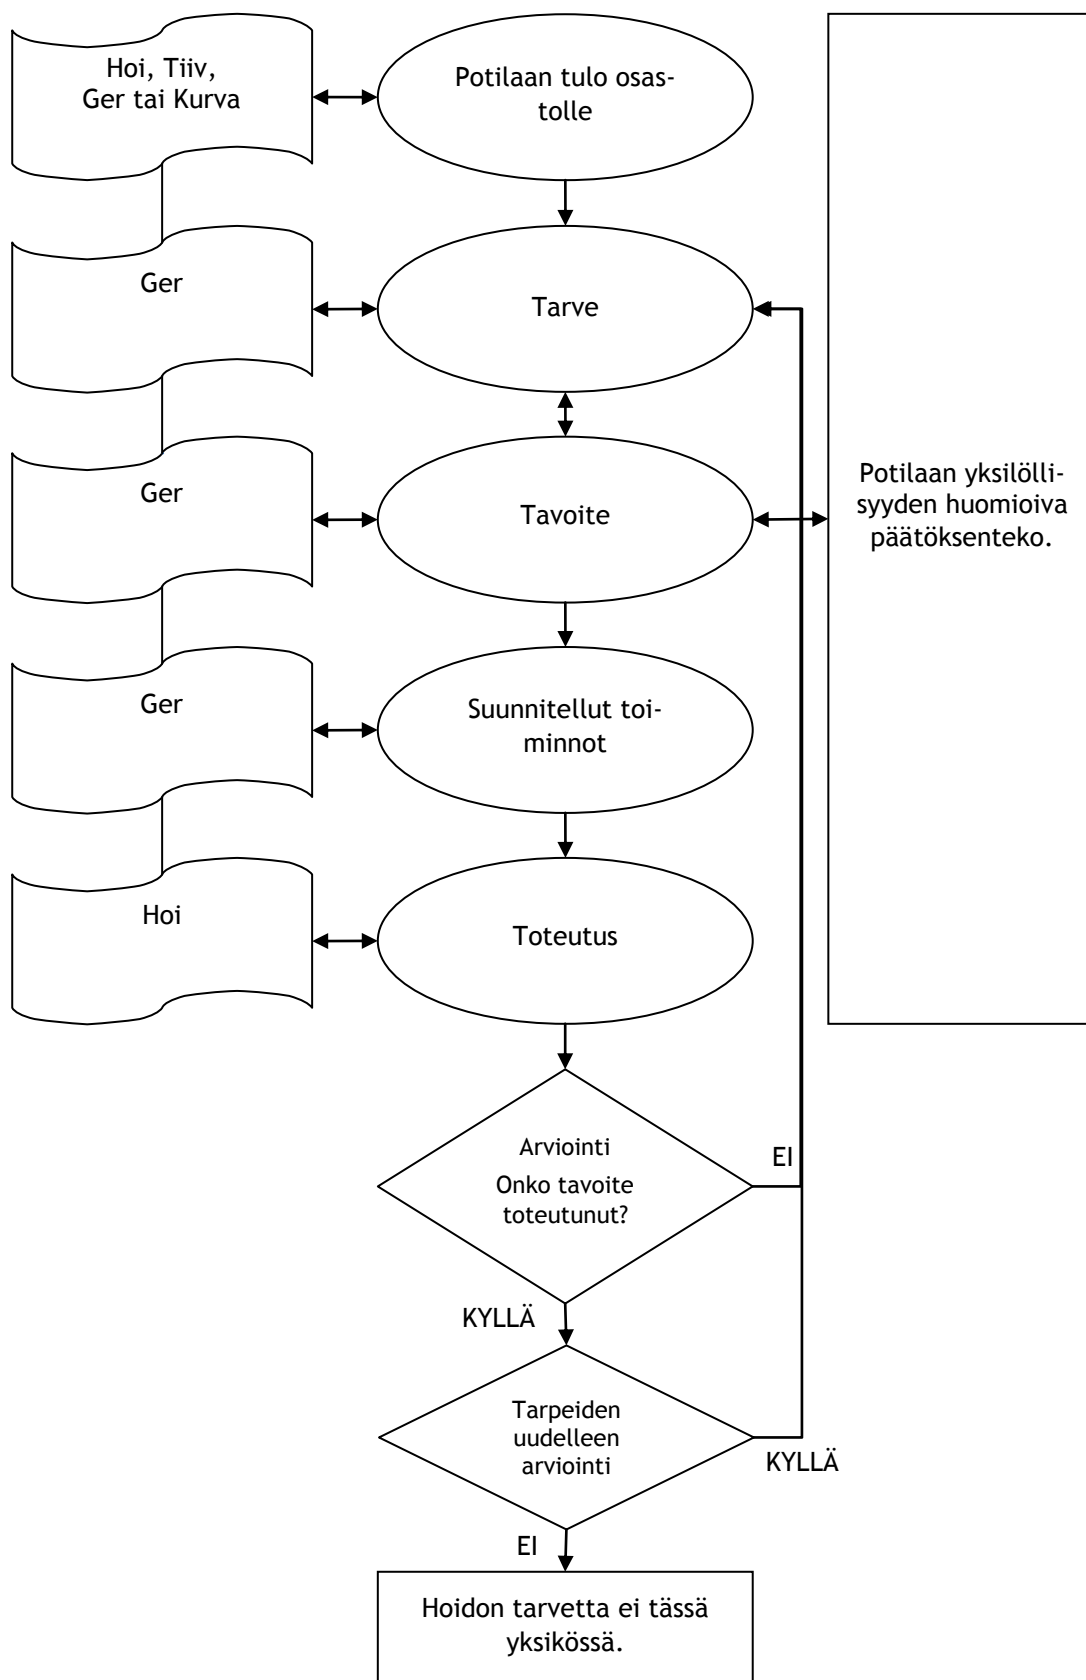 Hoi, Tiiv,
Ger tai Kurva
Potilaan tulo osas-
tolle
Ger
Tarve
Ger
Tavoite
Potilaan yksilölli-
syyden huomioiva
päätöksenteko.
Ger
Suunnitellut toi-
minnot
Hoi
Toteutus
Arviointi
Onko tavoite
toteutunut?
EI
KYLLÄ
Tarpeiden
uudelleen
arviointi
KYLLÄ
EI
Hoidon tarvetta ei tässä
yksikössä.